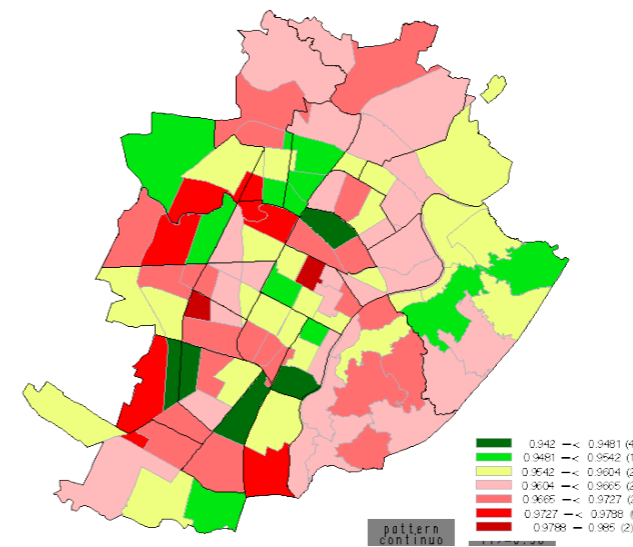 0.942 —< 0.9481 (4
0.9481 —< 0.9542 (1
0.9542 —< 0.9604 (2
0.9604 —< 0.9665 (2
0.9665 —< 0.9727 (2
0.9727 —< 0.9788 (
0.9788 — 0.985 (2)
pattern
continuo